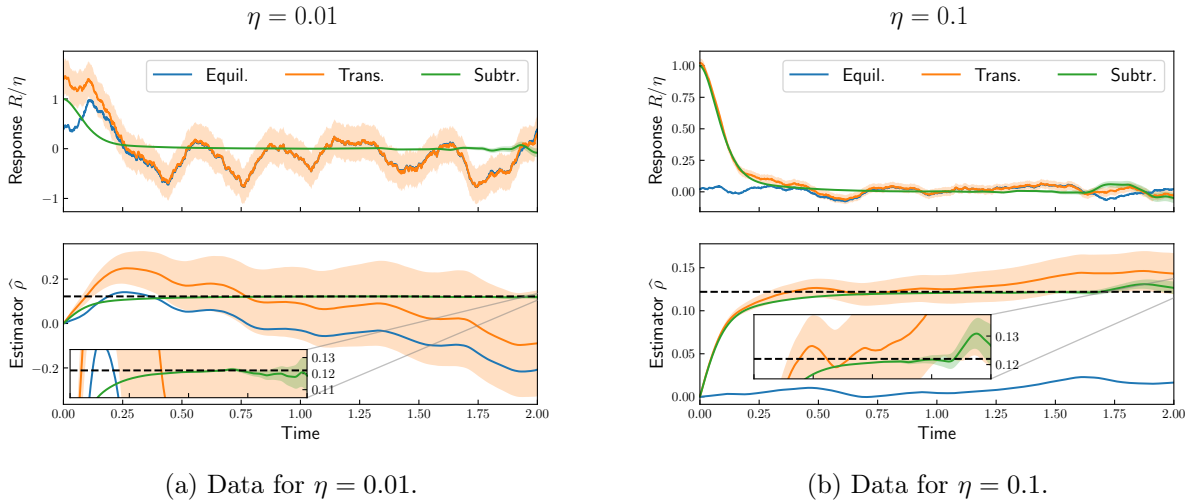 η = 0.01
η = 0.1
Response R/η
1
0
−1
Equil. Trans. Subtr.
Response R/η
1.00
0.75
0.50
0.25
0.00
Equil. Trans. Subtr.
Estimator ρ̂
0.2
0.0
−0.2
0.13
0.12
0.11
0.00 0.25 0.50 0.75 1.00 1.25 1.50 1.75 2.00
Time
Estimator ρ̂
0.15
0.10
0.05
0.00
0.13
0.12
0.00 0.25 0.50 0.75 1.00 1.25 1.50 1.75 2.00
Time
(a) Data for η = 0.01.
(b) Data for η = 0.1.